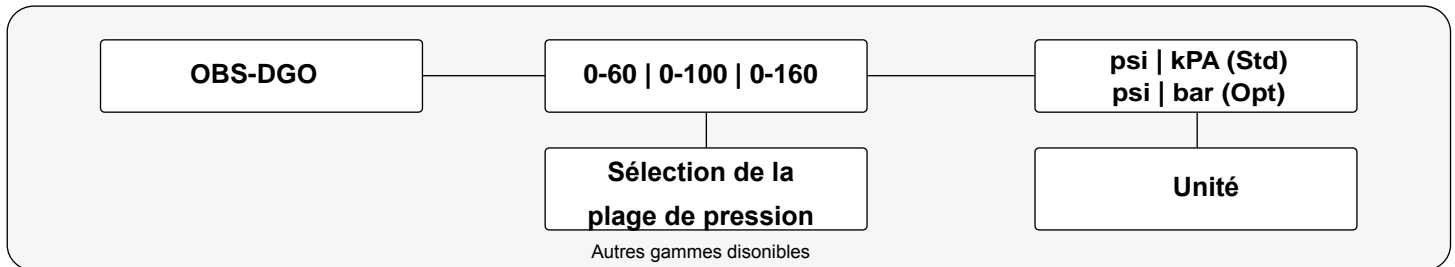 OBS-DGO
0-60 | 0-100 | 0-160
psi | kPA (Std)
psi | bar (Opt)
Sélection de la
plage de pression
Unité
Autres gammes disonibles